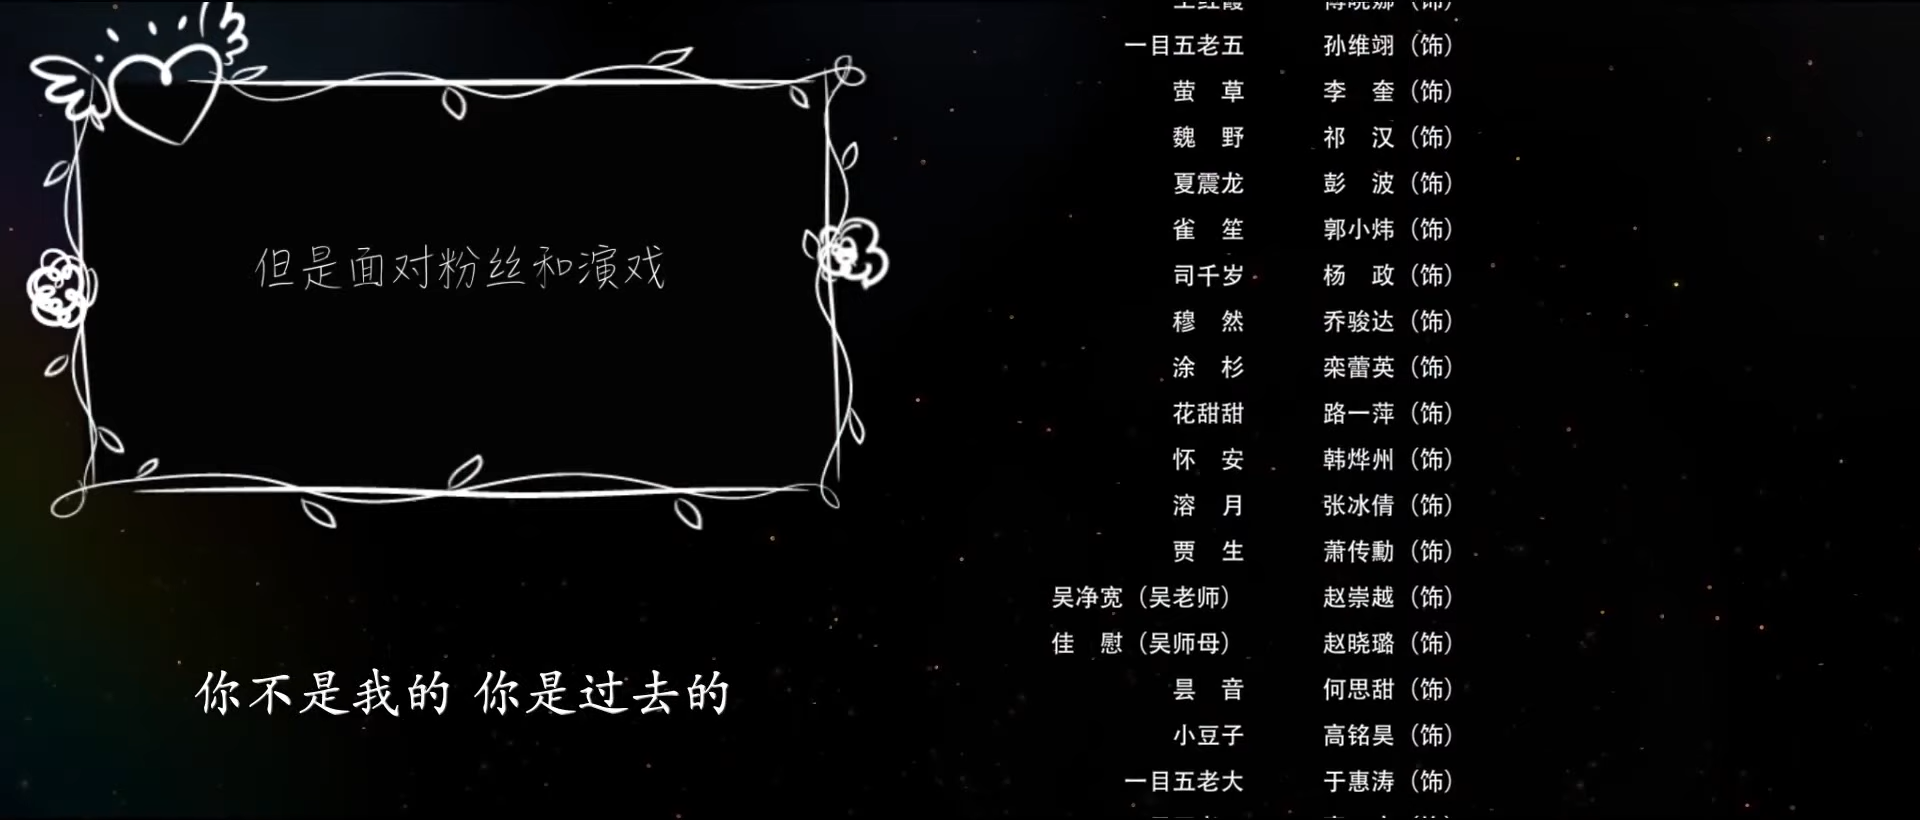 但是面对粉丝和演戏
你不是我的 你是过去的
一目五老五 孙维翊（饰）
萤 草 李 奎（饰）
魏 野 祁 汉（饰）
夏震龙 彭 波（饰）
雀 笙 郭小炜（饰）
司千岁 杨 政（饰）
穆 然 乔骏达（饰）
涂 杉 栾蕾英（饰）
花甜甜 路一萍（饰）
怀 安 韩烨州（饰）
溶 月 张冰倩（饰）
贾 生 萧传勳（饰）
吴净宽（吴老师） 赵崇越（饰）
佳 慰（吴师母） 赵晓璐（饰）
昙 音 何思甜（饰）
小豆子 高铭昊（饰）
一目五老大 于惠涛（饰）